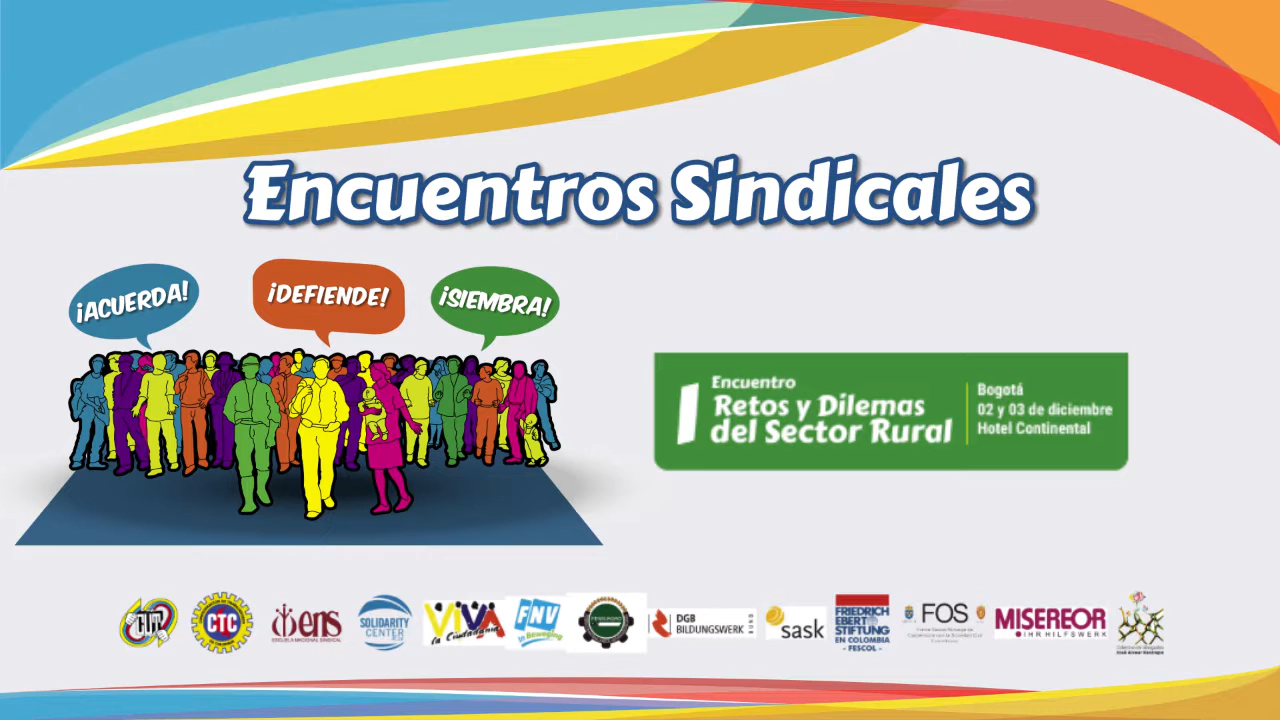 Encuentros Sindicales
¡ACUERDA!
¡DEFIENDE!
¡SIEMBRA!
I Encuentro
Retos y Dilemas
del Sector Rural
Bogotá
02 y 03 de diciembre
Hotel Continental
CUT
CTC
ens
ESCUELA NACIONAL SINDICAL
SOLIDARITY
CENTER
ViVA
la Ciudadanía
FNV
in Beweging
DGB
BILDUNGSWERK
BUND
sask
FRIEDRICH
EBERT
STIFTUNG
EN COLOMBIA
- FESCOL -
FOS
MISEREOR
IHR HILFSWERK